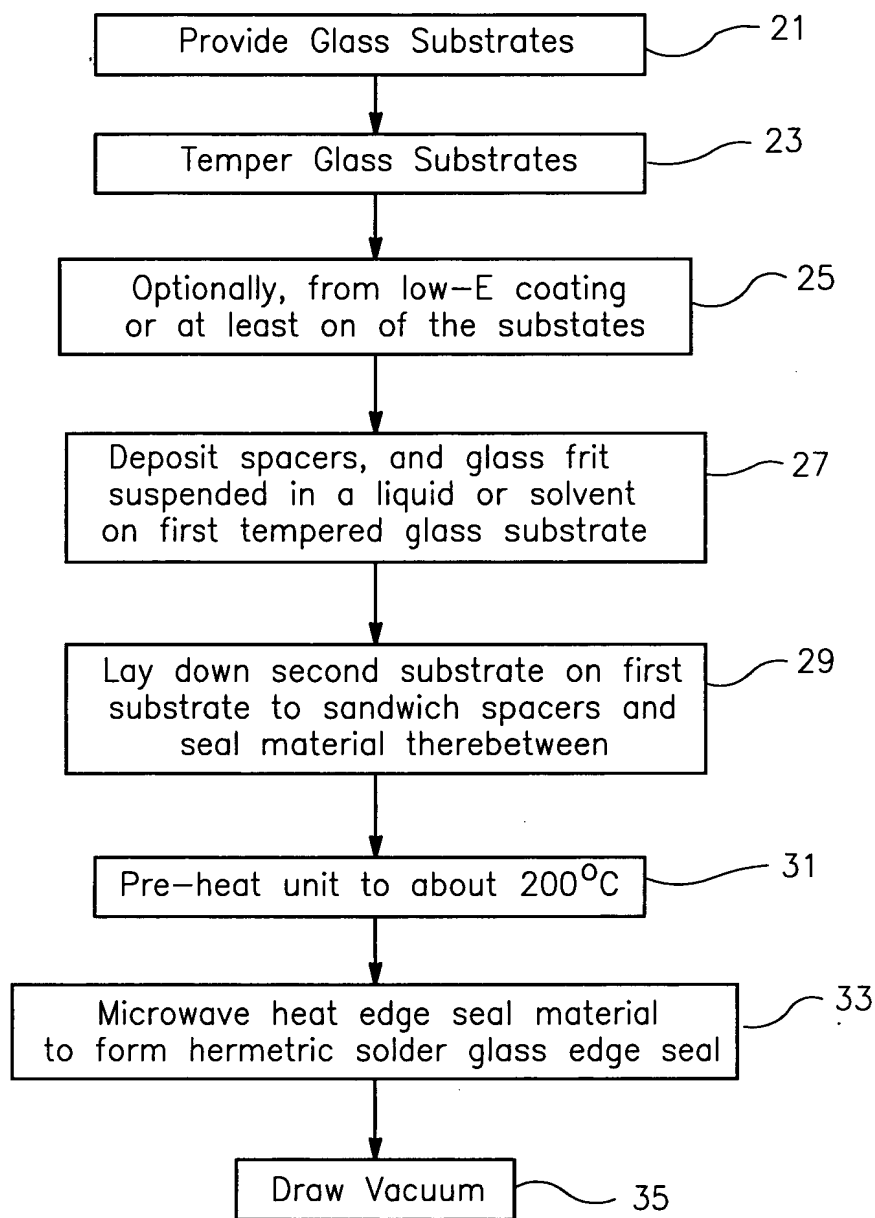 Provide Glass Substrates
21
Temper Glass Substrates
23
Optionally, from low-E coating
or at least on of the substates
25
Deposit spacers, and glass frit
suspended in a liquid or solvent
on first tempered glass substrate
27
Lay down second substrate on first
substrate to sandwich spacers and
seal material therebetween
29
Pre-heat unit to about 200°C
31
Microwave heat edge seal material
to form hermetric solder glass edge seal
33
Draw Vacuum
35